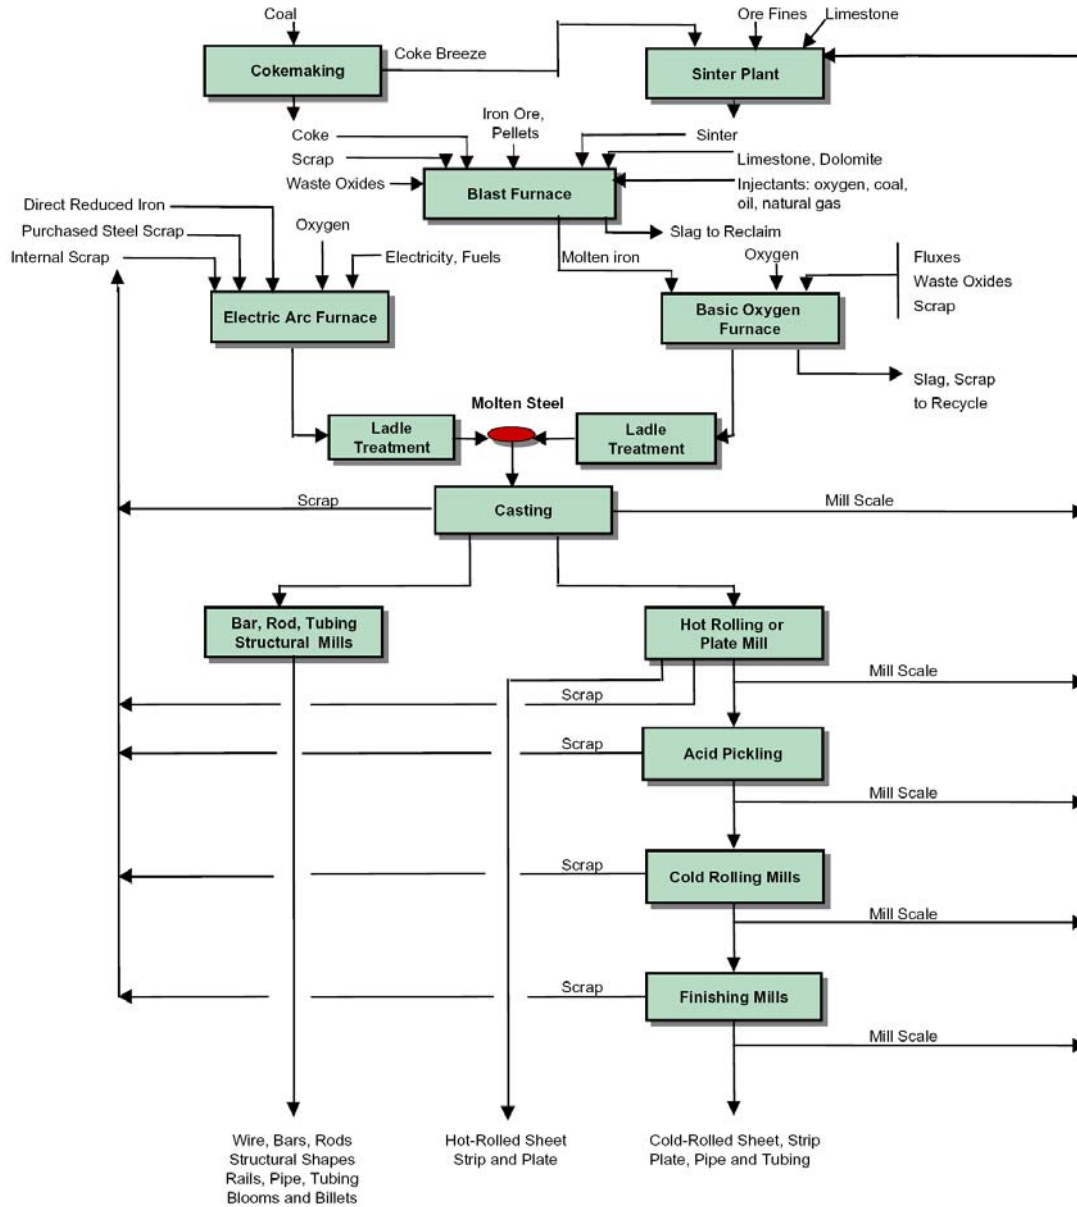 Coal
Ore Fines
Limestone
Coke Breeze
Cokemaking
Sinter Plant
Iron Ore,
Pellets
Coke
Sinter
Scrap
Limestone, Dolomite
Waste Oxides
Blast Furnace
Injectants: oxygen, coal,
oil, natural gas
Direct Reduced Iron
Purchased Steel Scrap
Oxygen
Slag to Reclaim
Internal Scrap
Electricity, Fuels
Molten iron
Oxygen
Fluxes
Waste Oxides
Scrap
Electric Arc Furnace
Basic Oxygen
Furnace
Slag, Scrap
to Recycle
Molten Steel
Ladle
Treatment
Ladle
Treatment
Scrap
Casting
Mill Scale
Bar, Rod, Tubing
Structural Mills
Hot Rolling or
Plate Mill
Mill Scale
Scrap
Scrap
Acid Pickling
Mill Scale
Scrap
Cold Rolling Mills
Mill Scale
Scrap
Finishing Mills
Mill Scale
Wire, Bars, Rods
Structural Shapes
Rails, Pipe, Tubing
Blooms and Billets
Hot-Rolled Sheet
Strip and Plate
Cold-Rolled Sheet, Strip
Plate, Pipe and Tubing